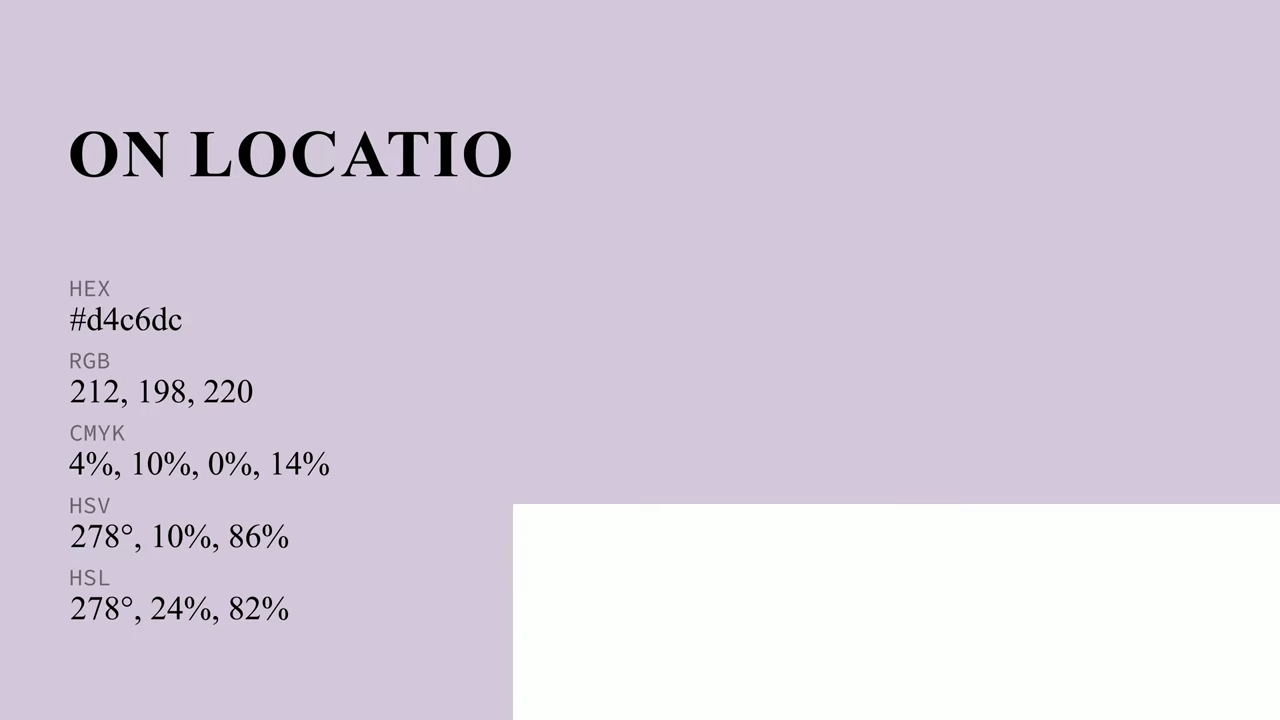 ON LOCATIO
HEX
#d4c6dc
RGB
212, 198, 220
CMYK
4%, 10%, 0%, 14%
HSV
278°, 10%, 86%
HSL
278°, 24%, 82%